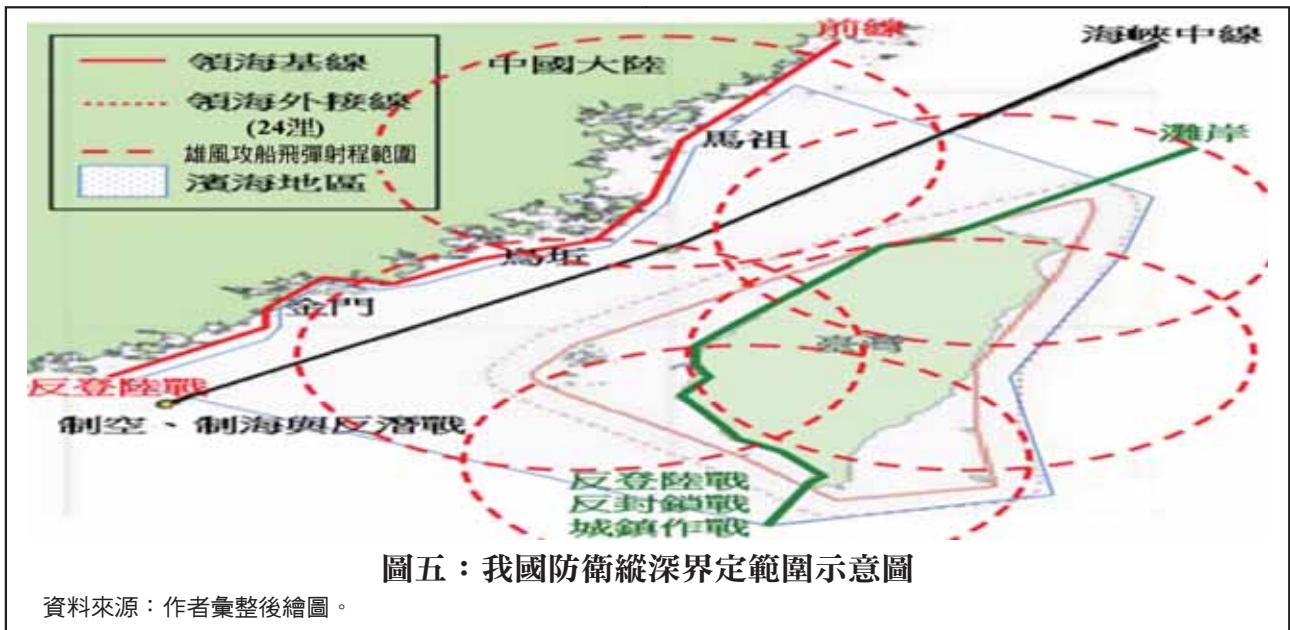 領海基線
領海外接線
(24浬)
雄風攻船飛彈射程範圍
濱海地區
前線
海峽中線
中國大陸
馬祖
灘岸
烏坵
金門
臺灣
反登陸戰
制空、制海與反潛戰
反登陸戰
反封鎖戰
城鎮作戰
圖五：我國防衛縱深界定範圍示意圖
資料來源：作者彙整後繪圖。